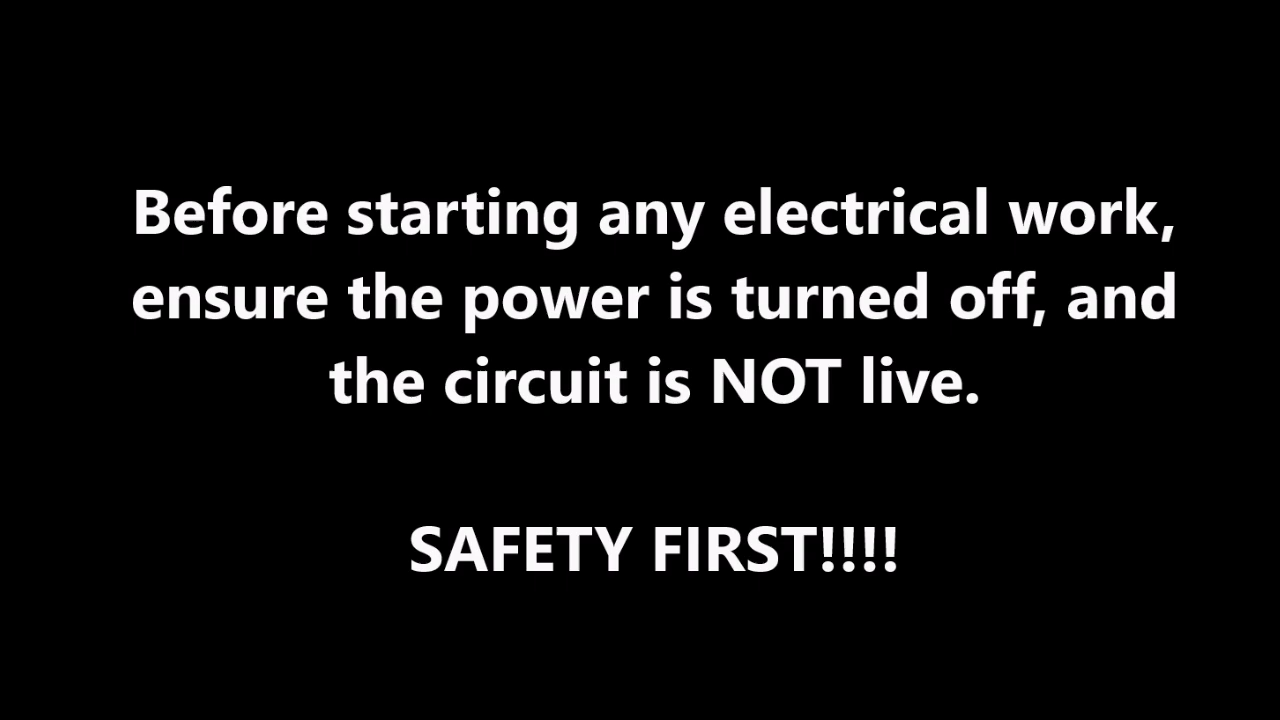 Before starting any electrical work,
ensure the power is turned off, and
the circuit is NOT live.
SAFETY FIRST!!!!